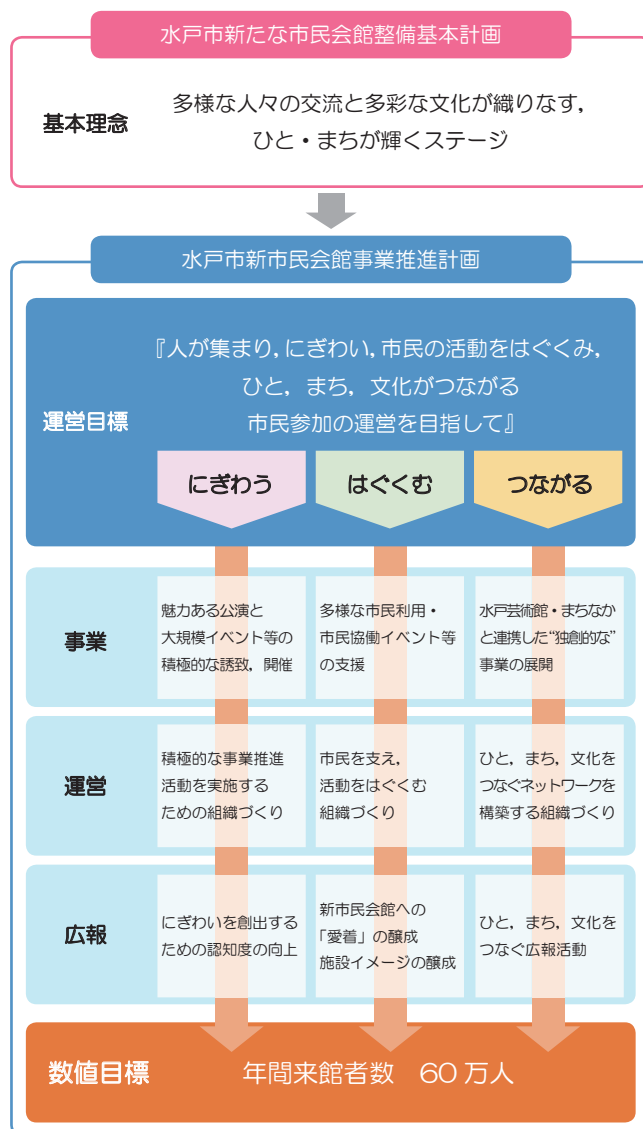 水戸市新たな市民会館整備基本計画
基本理念
多様な人々の交流と多彩な文化が織りなす，
ひと・まちが輝くステージ
水戸市新市民会館事業推進計画
運営目標
『人が集まり，にぎわい，市民の活動をはぐくみ，
ひと，まち，文化がつながる
市民参加の運営を目指して』
にぎわう
はぐくむ
つながる
事業
魅力ある公演と
大規模イベント等の
積極的な誘致，開催
多様な市民利用・
市民協働イベント等
の支援
水戸芸術館・まちなか
と連携した“独創的な”
事業の展開
運営
積極的な事業推進
活動を実施する
ための組織づくり
市民を支え，
活動をはぐくむ
組織づくり
ひと，まち，文化を
つなぐネットワークを
構築する組織づくり
広報
にぎわいを創出する
ための認知度の向上
新市民会館への
「愛着」の醸成
施設イメージの醸成
ひと，まち，文化を
つなぐ広報活動
数値目標
年間来館者数　60万人